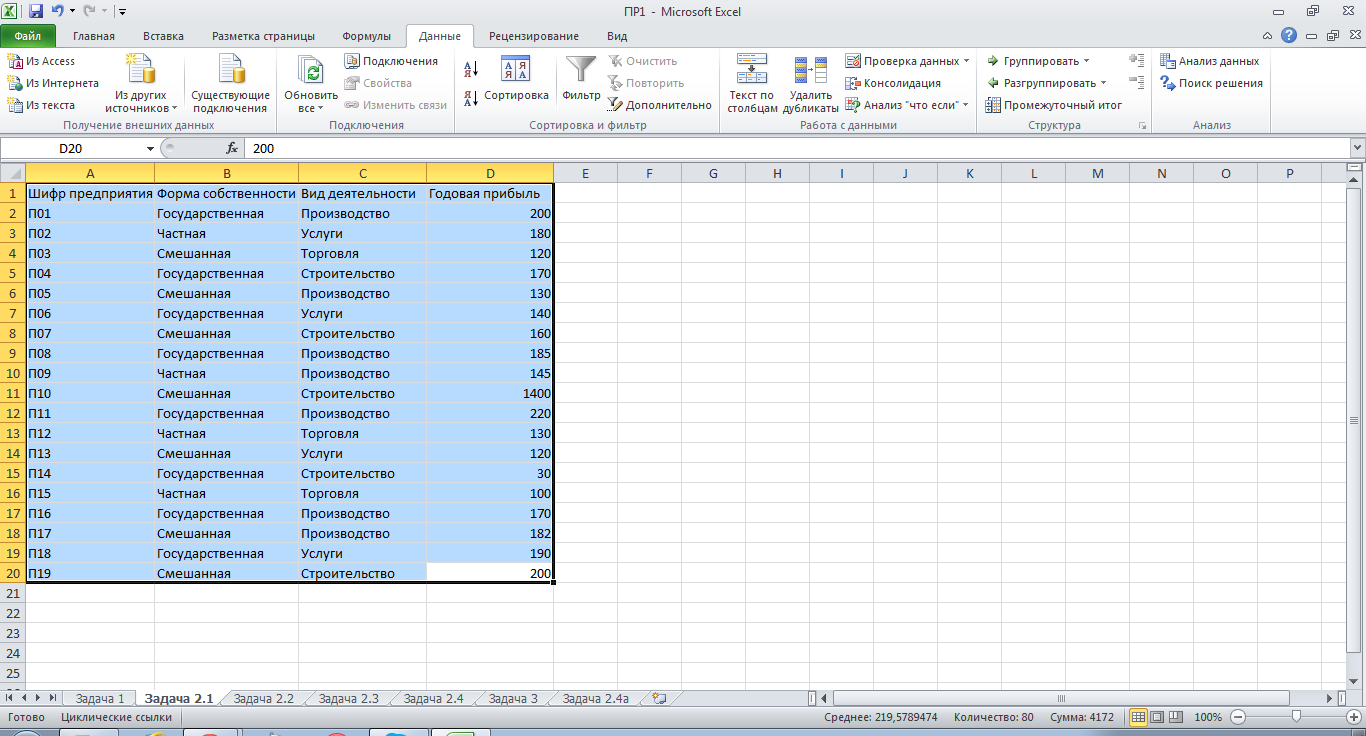 ПР1 - Microsoft Excel
Файл Главная Вставка Разметка страницы Формулы Данные Рецензирование Вид
Из Access
Из Интернета
Из текста
Из других источников
Существующие подключения
Получение внешних данных
Обновить все
Подключения
Свойства
Изменить связи
Подключения
Сортировка
Фильтр
Очистить
Повторить
Дополнительно
Сортировка и фильтр
Текст по столбцам
Удалить дубликаты
Проверка данных
Консолидация
Анализ "что если"
Работа с данными
Группировать
Разгруппировать
Промежуточный итог
Структура
Анализ данных
Поиск решения
Анализ
D20 fx 200
A B C D E F G H I J K L M N O P
1 Шифр предприятия Форма собственности Вид деятельности Годовая прибыль
2 П01 Государственная Производство 200
3 П02 Частная Услуги 180
4 П03 Смешанная Торговля 120
5 П04 Государственная Строительство 170
6 П05 Смешанная Производство 130
7 П06 Государственная Услуги 140
8 П07 Смешанная Строительство 160
9 П08 Государственная Производство 185
10 П09 Частная Производство 145
11 П10 Смешанная Строительство 1400
12 П11 Государственная Производство 220
13 П12 Частная Торговля 130
14 П13 Смешанная Услуги 120
15 П14 Государственная Строительство 30
16 П15 Частная Торговля 100
17 П16 Государственная Производство 170
18 П17 Смешанная Производство 182
19 П18 Государственная Услуги 190
20 П19 Смешанная Строительство 200
21
22
23
24
25
Задача 1 Задача 2.1 Задача 2.2 Задача 2.3 Задача 2.4 Задача 3 Задача 2.4а
Готово Циклические ссылки Среднее: 219,5789474 Количество: 80 Сумма: 4172 100%